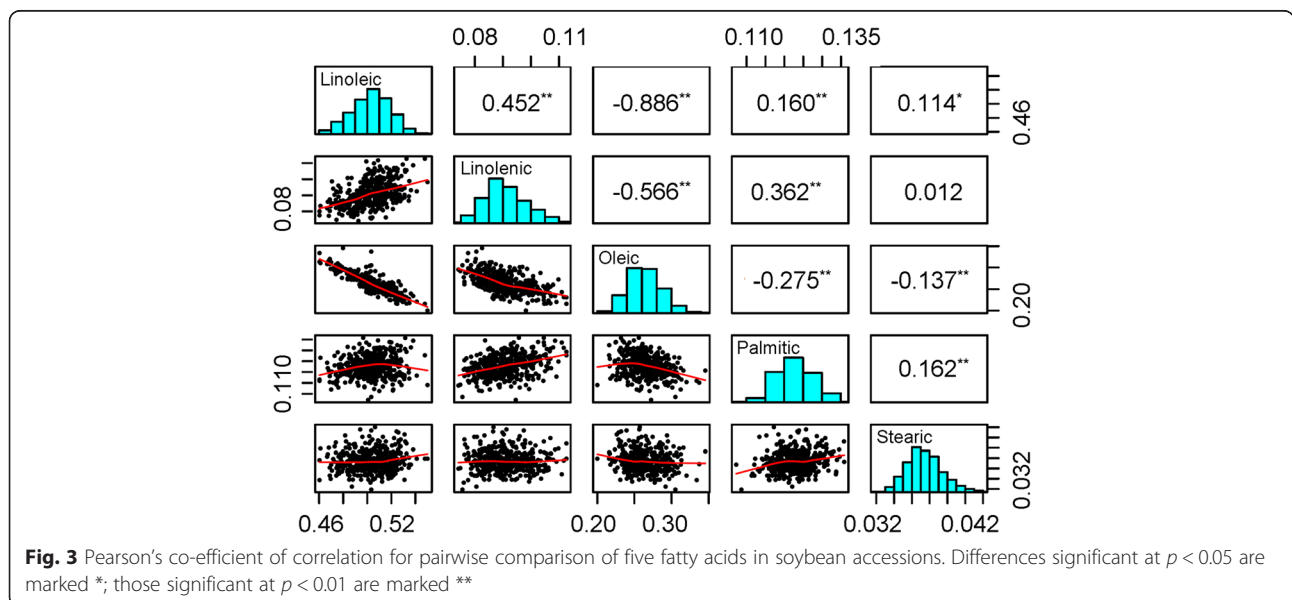 0.08 0.11 0.110 0.135
Linoleic 0.452** -0.886** 0.160** 0.114* 0.46
0.08 Linolenic -0.566** 0.362** 0.012
Oleic -0.275** -0.137** 0.20
0.110 Palmitic 0.162**
Stearic 0.032
0.46 0.52 0.20 0.30 0.032 0.042
Fig. 3 Pearson's co-efficient of correlation for pairwise comparison of five fatty acids in soybean accessions. Differences significant at p < 0.05 are
marked *; those significant at p < 0.01 are marked **